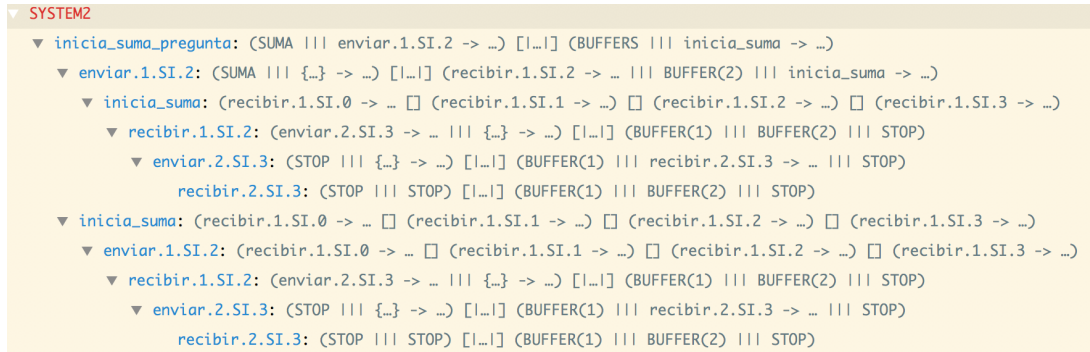 SYSTEM2
inicia_suma_pregunta: (SUMA ||| enviar.1.SI.2 -> …) [|…|] (BUFFERS ||| inicia_suma -> …)
enviar.1.SI.2: (SUMA ||| {…} -> …) [|…|] (recibir.1.SI.2 -> … ||| BUFFER(2) ||| inicia_suma -> …)
inicia_suma: (recibir.1.SI.0 -> … [] (recibir.1.SI.1 -> …) [] (recibir.1.SI.2 -> …) [] (recibir.1.SI.3 -> …)
recibir.1.SI.2: (enviar.2.SI.3 -> … ||| {…} -> …) [|…|] (BUFFER(1) ||| BUFFER(2) ||| STOP)
enviar.2.SI.3: (STOP ||| {…} -> …) [|…|] (BUFFER(1) ||| recibir.2.SI.3 -> … ||| STOP)
recibir.2.SI.3: (STOP ||| STOP) [|…|] (BUFFER(1) ||| BUFFER(2) ||| STOP)
inicia_suma: (recibir.1.SI.0 -> … [] (recibir.1.SI.1 -> …) [] (recibir.1.SI.2 -> …) [] (recibir.1.SI.3 -> …)
enviar.1.SI.2: (recibir.1.SI.0 -> … [] (recibir.1.SI.1 -> …) [] (recibir.1.SI.2 -> …) [] (recibir.1.SI.3 -> …)
recibir.1.SI.2: (enviar.2.SI.3 -> … ||| {…} -> …) [|…|] (BUFFER(1) ||| BUFFER(2) ||| STOP)
enviar.2.SI.3: (STOP ||| {…} -> …) [|…|] (BUFFER(1) ||| recibir.2.SI.3 -> … ||| STOP)
recibir.2.SI.3: (STOP ||| STOP) [|…|] (BUFFER(1) ||| BUFFER(2) ||| STOP)